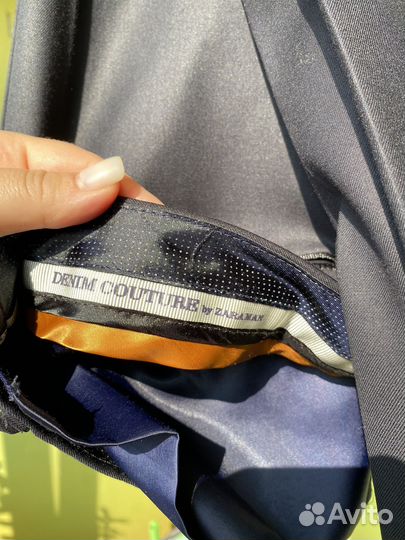 DENIM COUTURE by ZARAMAN
Avito